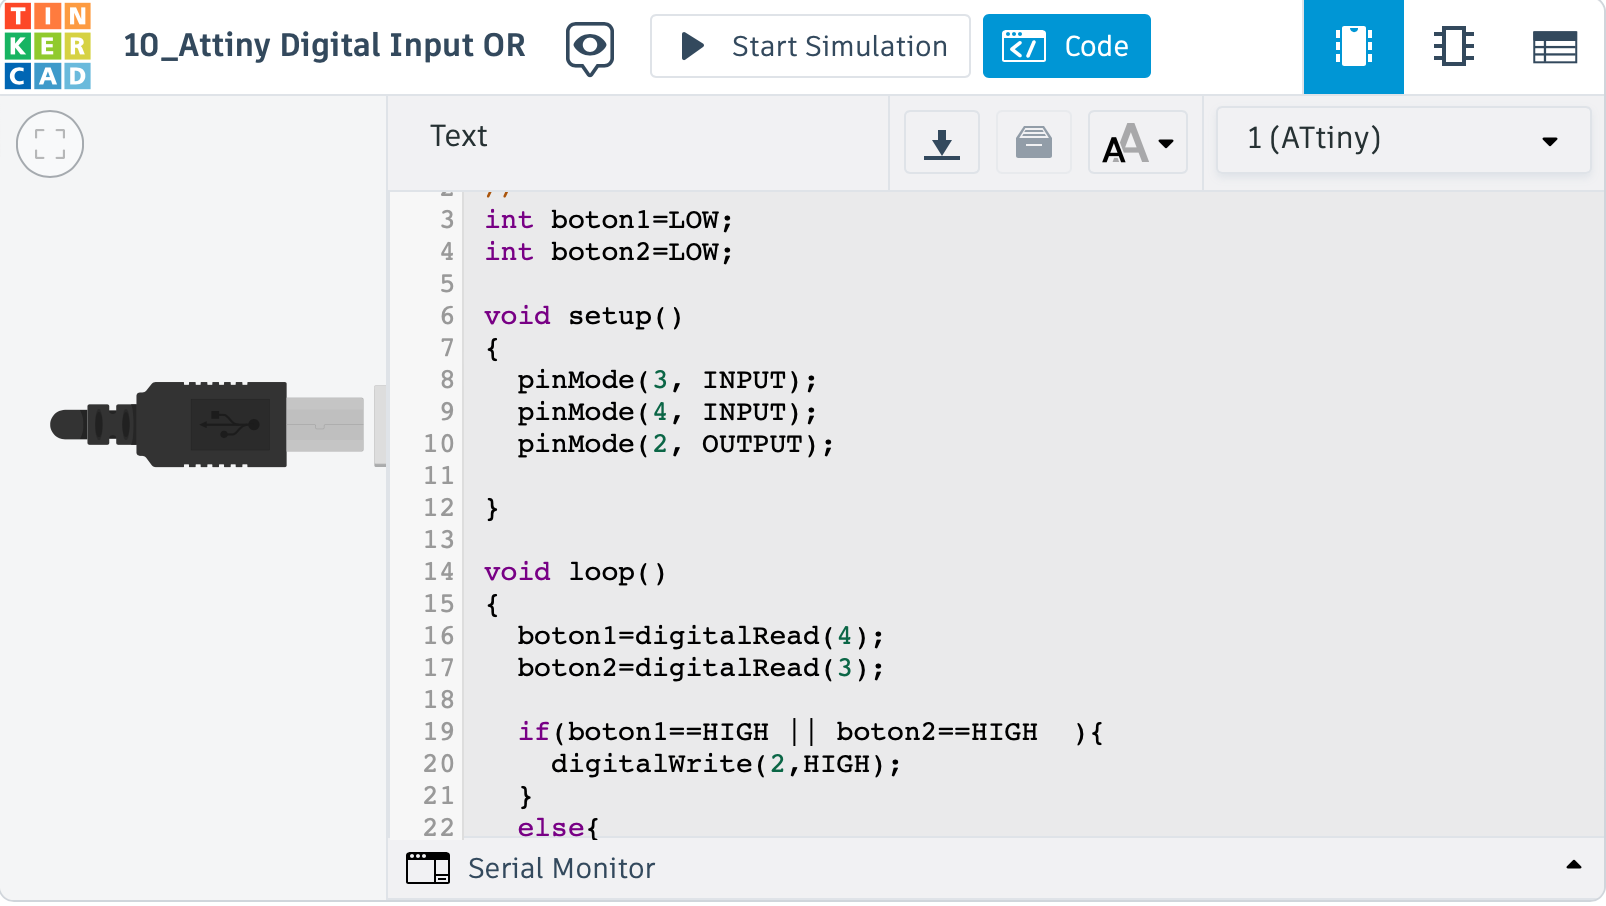 TIN
KER
CAD
10_Attiny Digital Input OR
Start Simulation
Code
Text
AA
1 (ATtiny)
2 //
3 int boton1=LOW;
4 int boton2=LOW;
5
6 void setup()
7 {
8 pinMode(3, INPUT);
9 pinMode(4, INPUT);
10 pinMode(2, OUTPUT);
11
12 }
13
14 void loop()
15 {
16 boton1=digitalRead(4);
17 boton2=digitalRead(3);
18
19 if(boton1==HIGH || boton2==HIGH  ){
20 digitalWrite(2,HIGH);
21 }
22 else{
Serial Monitor